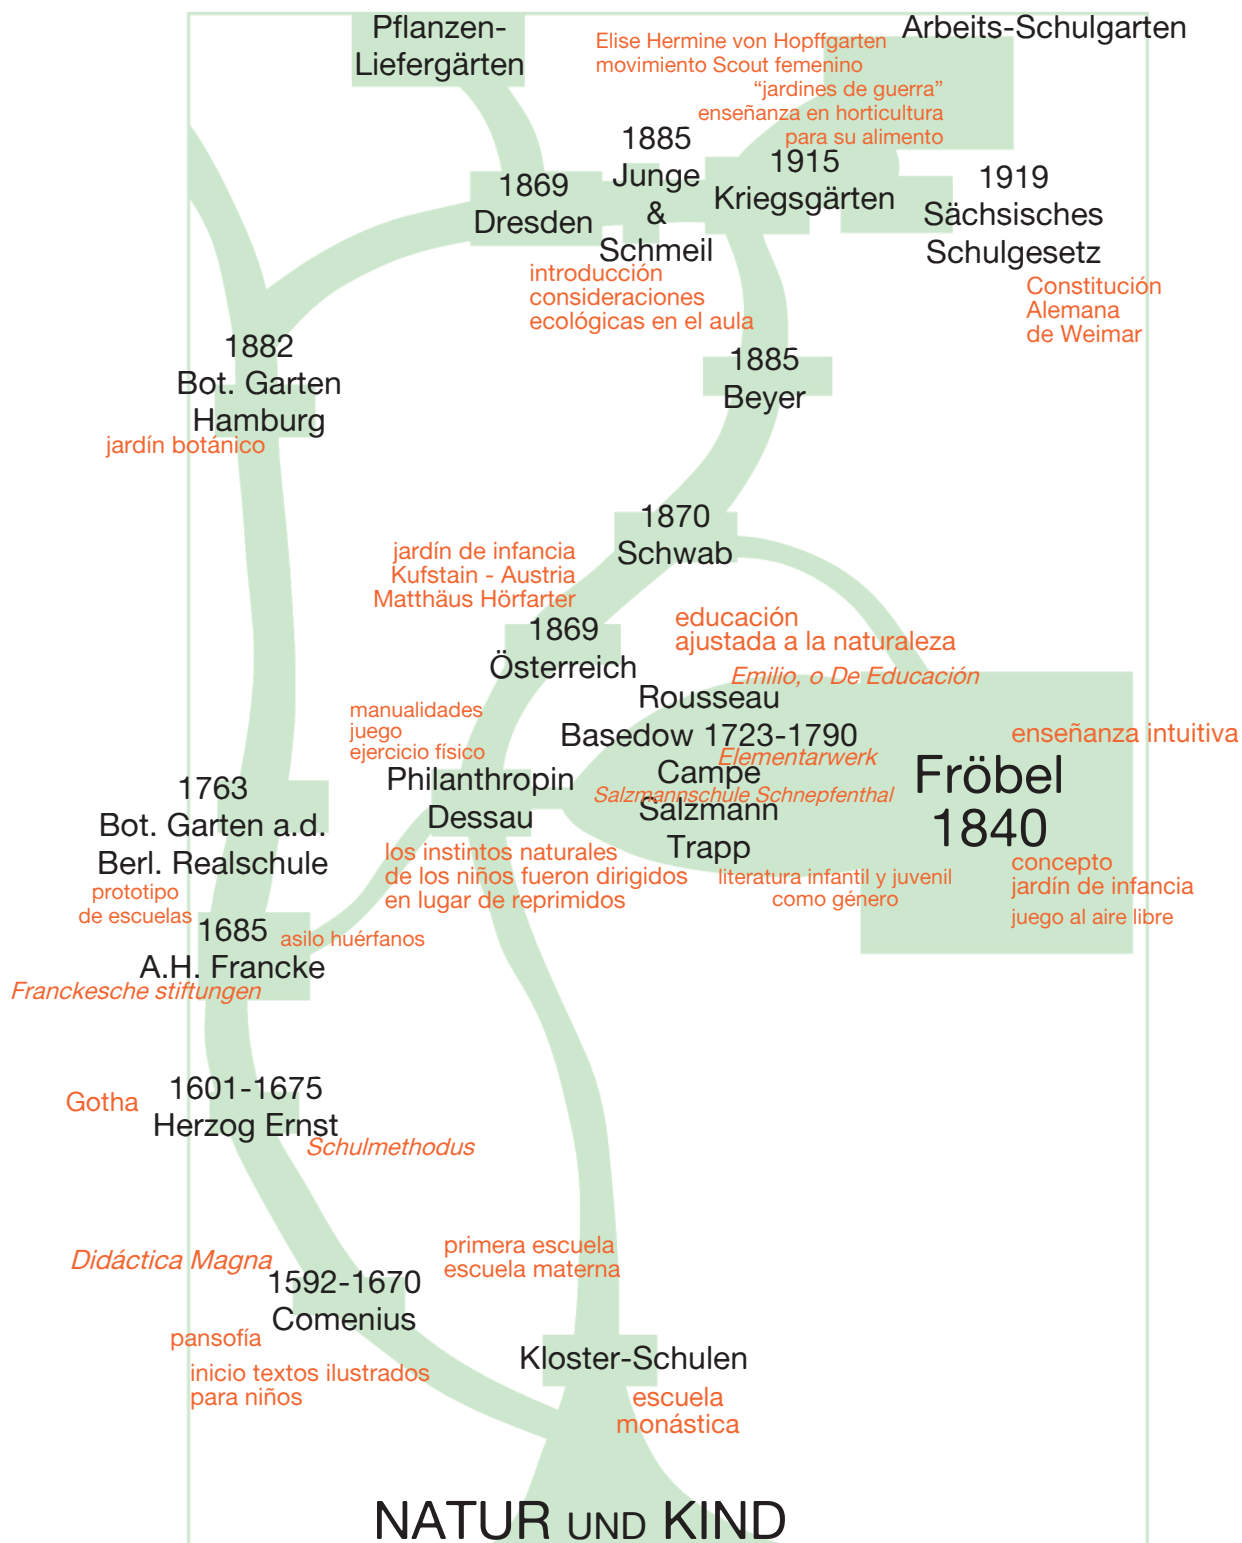 Pflanzen-
Liefergärten
Elise Hermine von Hopffgarten
movimiento Scout femenino
Arbeits-Schulgarten
“jardines de guerra”
enseñanza en horticultura
para su alimento
1885
Junge
&
Schmeil
1915
Kriegsgärten
1869
Dresden
1919
Sächsisches
Schulgesetz
introducción
consideraciones
ecológicas en el aula
Constitución
Alemana
de Weimar
1882
Bot. Garten
Hamburg
jardín botánico
1885
Beyer
1870
Schwab
jardín de infancia
Kufstain - Austria
Matthäus Hörfarter
1869
Österreich
educación
ajustada a la naturaleza
Emilio, o De Educación
Rousseau
Basedow 1723-1790
Elementarwerk
Campe
Salzmannschule Schnepfenthal
Salzmann
Trapp
manualidades
juego
ejercicio físico
Philanthropin
Dessau
enseñanza intuitiva
Fröbel
1840
1763
Bot. Garten a.d.
Berl. Realschule
prototipo
de escuelas
los instintos naturales
de los niños fueron dirigidos
en lugar de reprimidos
literatura infantil y juvenil
como género
concepto
jardín de infancia
juego al aire libre
1685
A.H. Francke
asilo huérfanos
Franckesche stiftungen
Gotha
1601-1675
Herzog Ernst
Schulmethodus
Didáctica Magna
primera escuela
escuela materna
1592-1670
Comenius
pansofía
inicio textos ilustrados
para niños
Kloster-Schulen
escuela
monástica
NATUR UND KIND